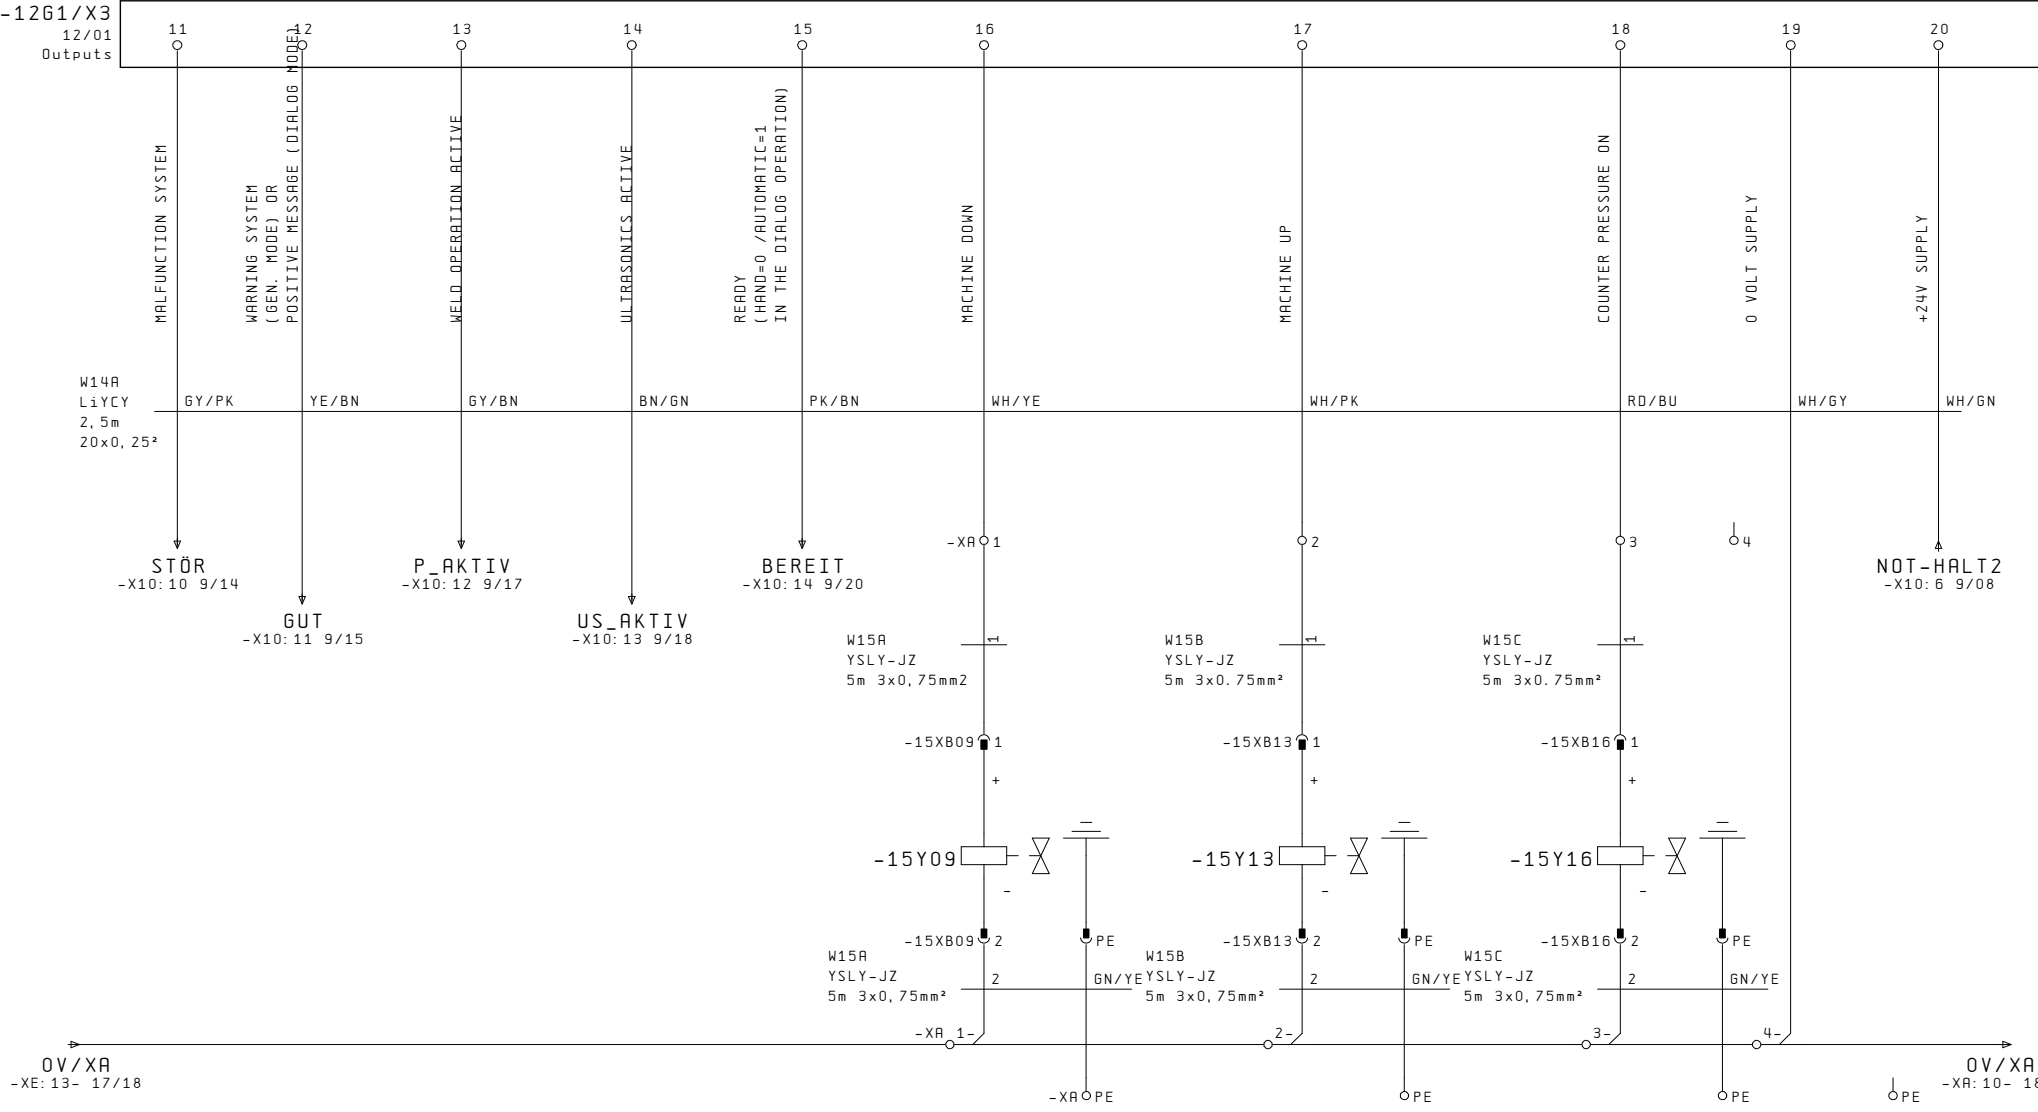 -12G1/X3
12/01
Outputs
11
12
13
14
15
16
17
18
19
20
MALFUNCTION SYSTEM
WARNING SYSTEM
(GEN. MODE) OR
POSITIVE MESSAGE (DIALOG MODE)
WELD OPERATION ACTIVE
ULTRASONICS ACTIVE
READY
(HAND=0 /AUTOMATIC=1
IN THE DIALOG OPERATION)
MACHINE DOWN
MACHINE UP
COUNTER PRESSURE ON
0 VOLT SUPPLY
+24V SUPPLY
W14A
LiYCY
2,5m
20x0,25²
GY/PK
YE/BN
GY/BN
BN/GN
PK/BN
WH/YE
WH/PK
RD/BU
WH/GY
WH/GN
STÖR
-X10:10 9/14
GUT
-X10:11 9/15
P_AKTIV
-X10:12 9/17
US_AKTIV
-X10:13 9/18
BEREIT
-X10:14 9/20
-XA 1
2
3
4
NOT-HALT2
-X10:6 9/08
W15A
YSLY-JZ
5m 3x0,75mm2
1
W15B
YSLY-JZ
5m 3x0.75mm²
1
W15C
YSLY-JZ
5m 3x0.75mm²
1
-15XB09 1
+
-15XB13 1
+
-15XB16 1
+
-15Y09
-
-15Y13
-
-15Y16
-
-15XB09 2
PE
-15XB13 2
PE
-15XB16 2
PE
W15A
YSLY-JZ
5m 3x0,75mm²
2
GN/YE
W15B
YSLY-JZ
5m 3x0,75mm²
2
GN/YE
W15C
YSLY-JZ
5m 3x0,75mm²
2
GN/YE
-XA 1-
2-
3-
4-
0V/XA
-XE:13- 17/18
0V/XA
-XA:10- 18
-XA PE
PE
PE
PE